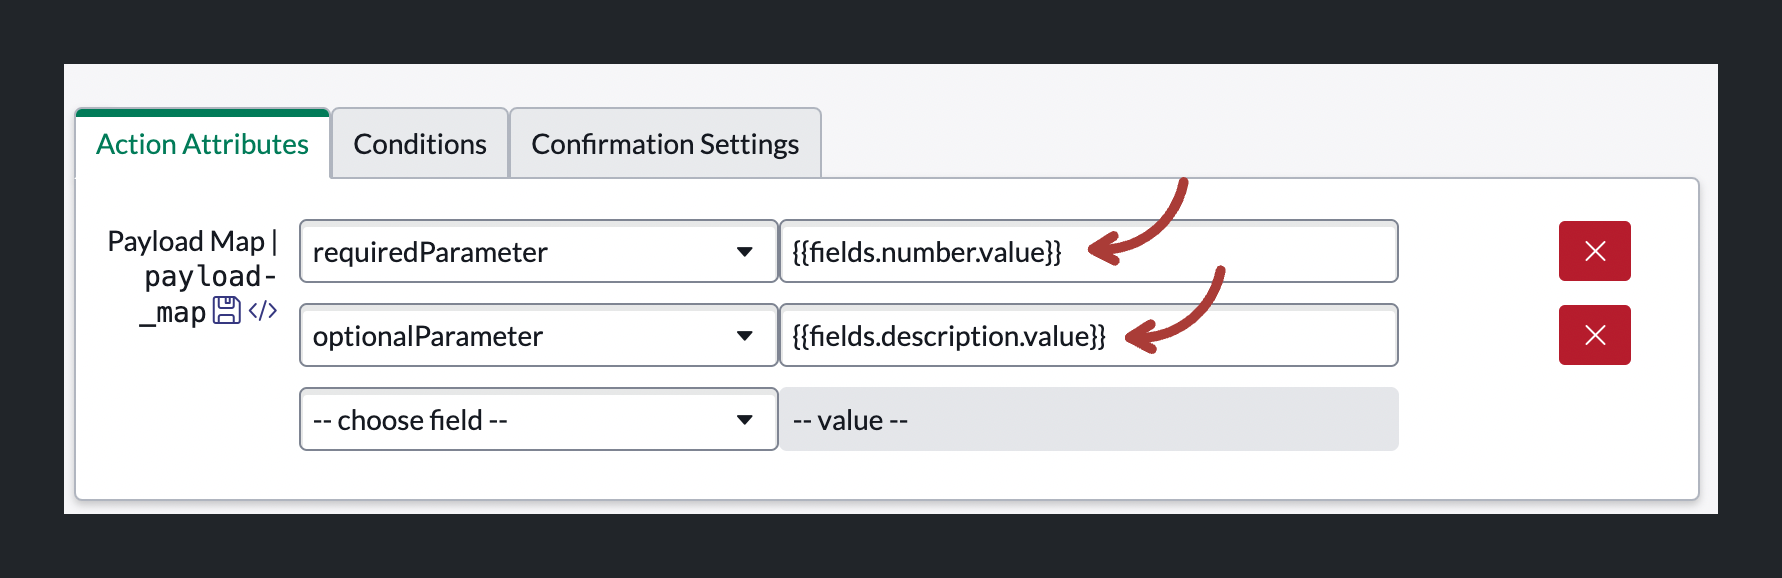 Action Attributes
Conditions
Confirmation Settings
Payload Map |
payload-
_map
requiredParameter
{{fields.number.value}}
optionalParameter
{{fields.description.value}}
-- choose field --
-- value --